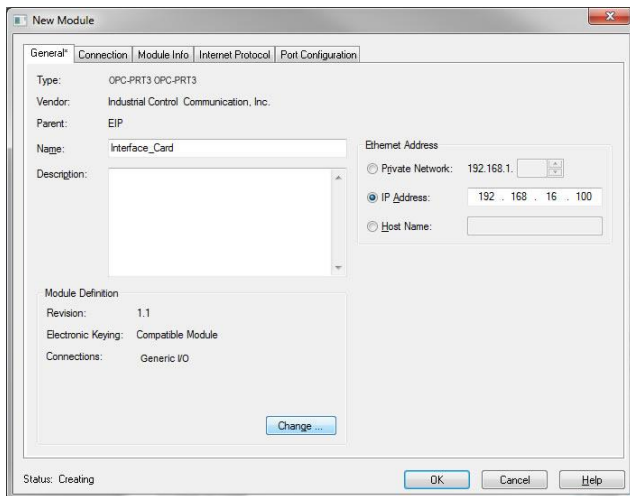 New Module
General* Connection Module Info Internet Protocol Port Configuration
Type: OPC-PRT3 OPC-PRT3
Vendor: Industrial Control Communication, Inc.
Parent: EIP
Name: Interface_Card
Description:
Ethernet Address
Private Network: 192.168.1.
IP Address: 192 . 168 . 16 . 100
Host Name:
Module Definition
Revision: 1.1
Electronic Keying: Compatible Module
Connections: Generic I/O
Change ...
Status: Creating
OK Cancel Help